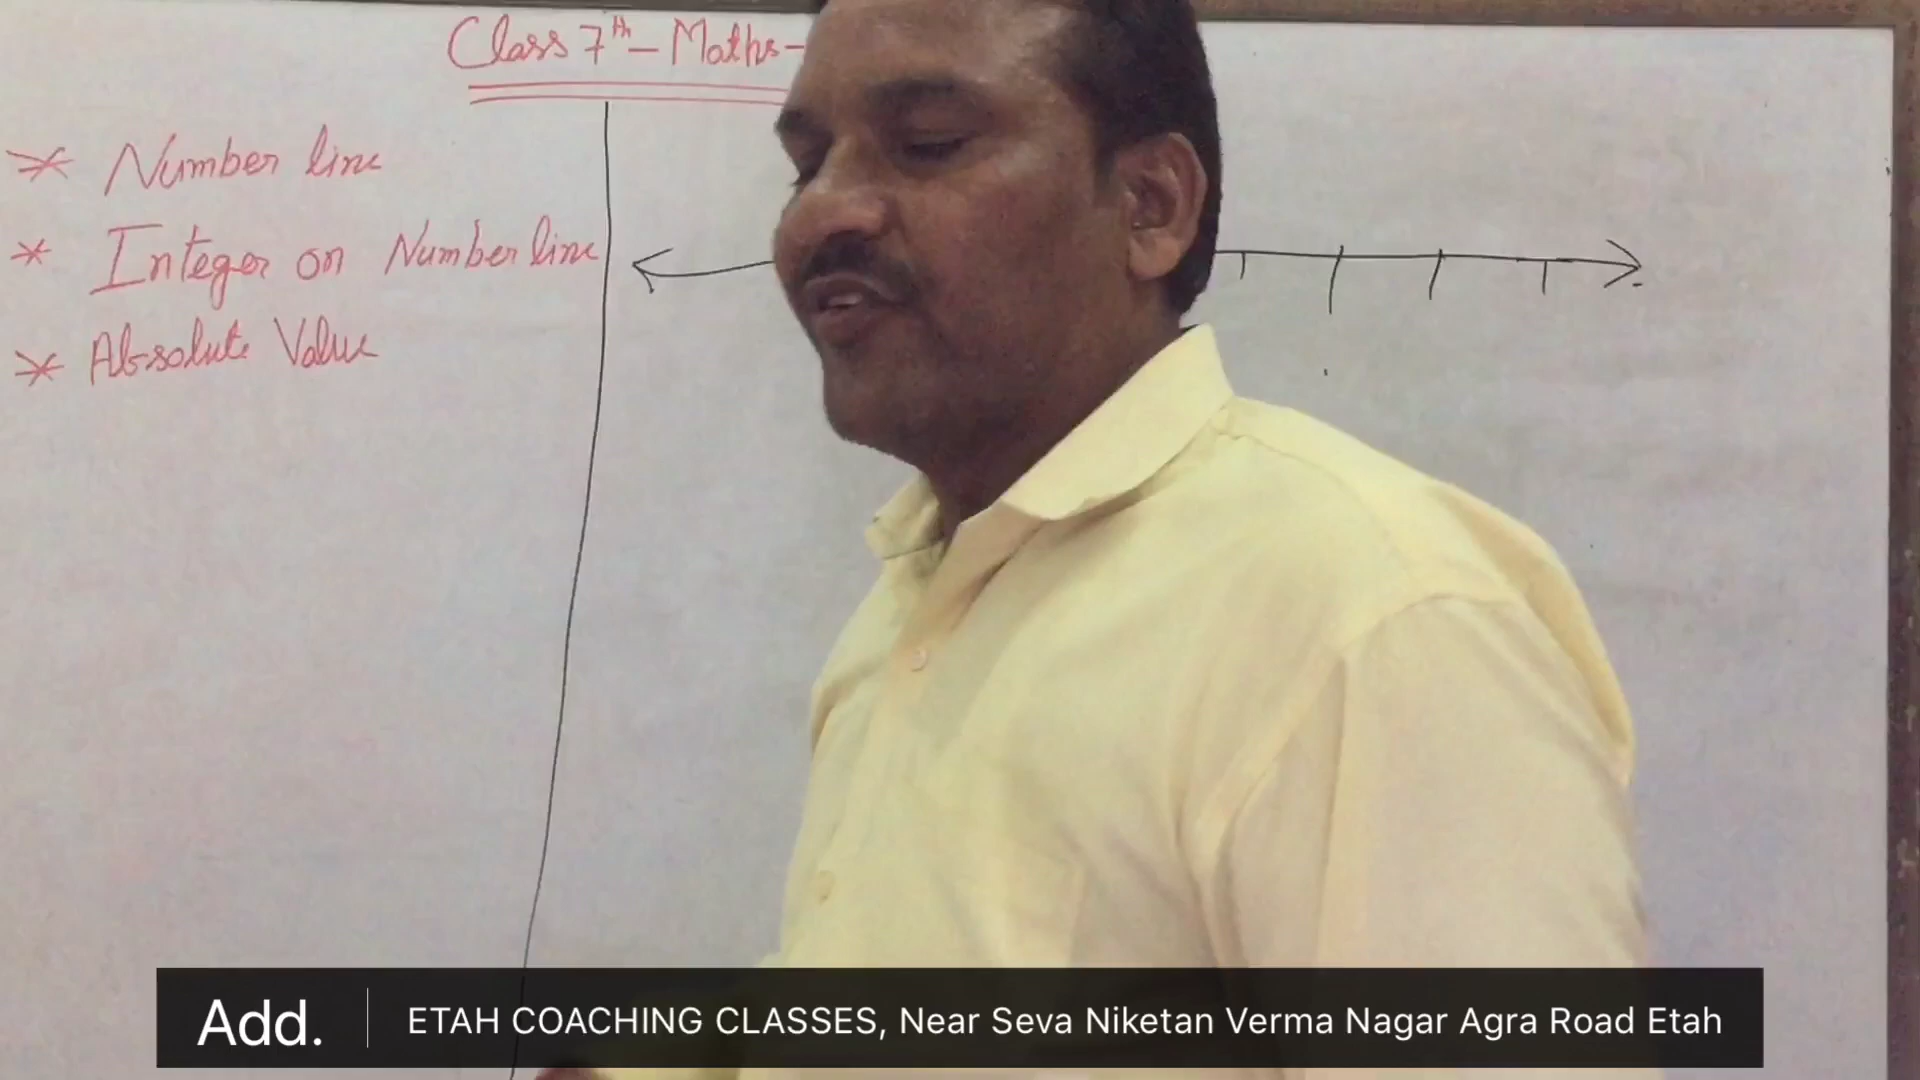 Class 7th - Maths -
* Number line
* Integer on Number line
* Absolute Value
Add. | ETAH COACHING CLASSES, Near Seva Niketan Verma Nagar Agra Road Etah